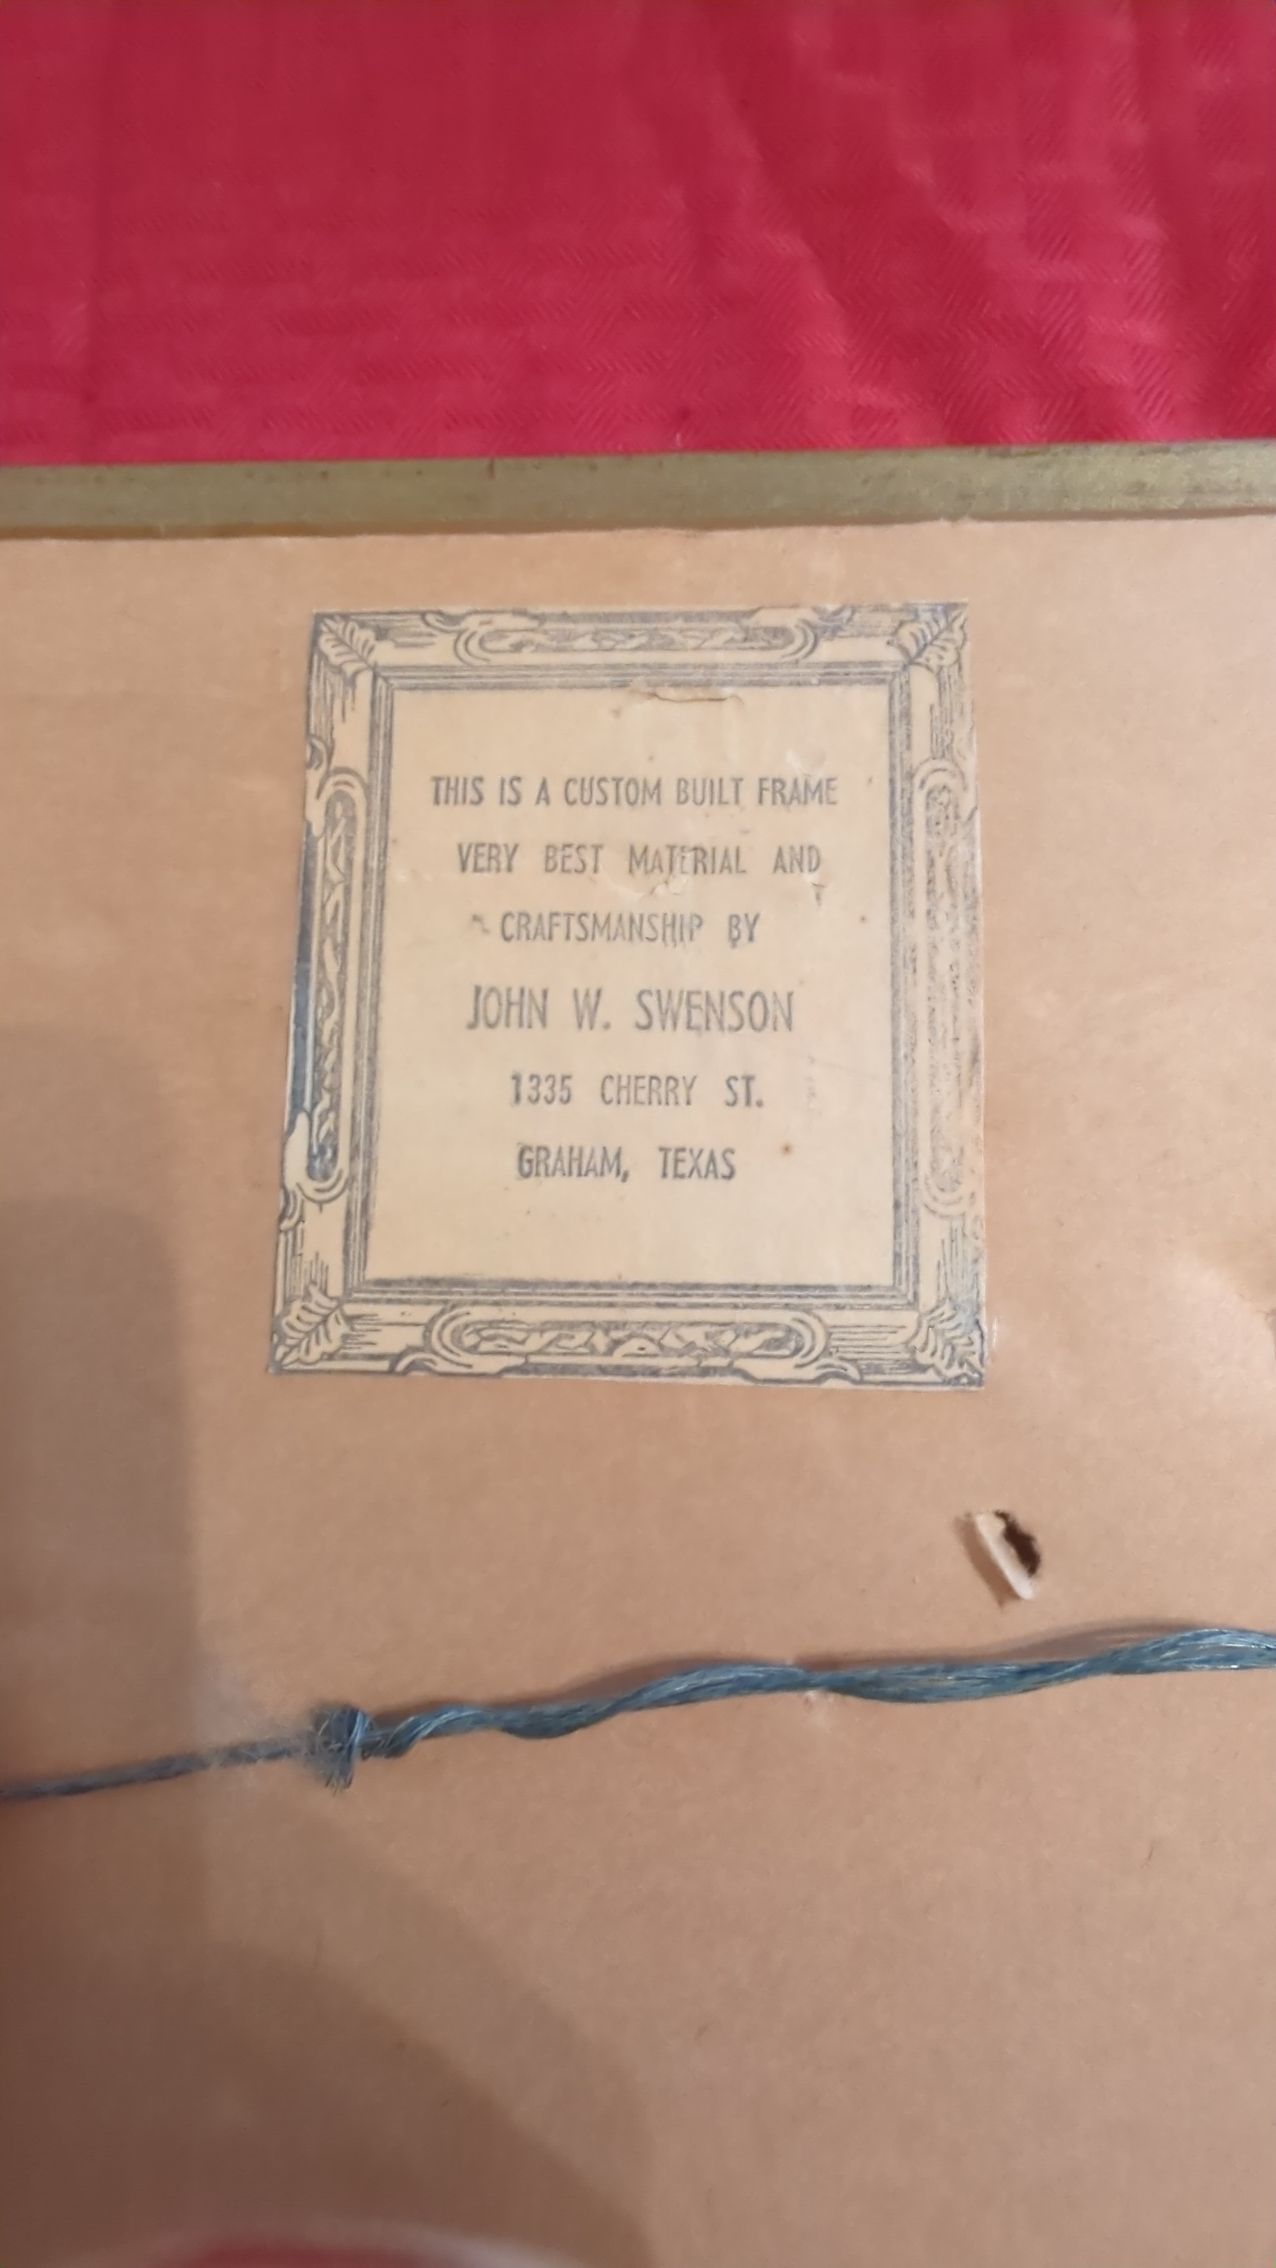 THIS IS A CUSTOM BUILT FRAME
VERY BEST MATERIAL AND
CRAFTSMANSHIP BY
JOHN W. SWENSON
1335 CHERRY ST.
GRAHAM, TEXAS